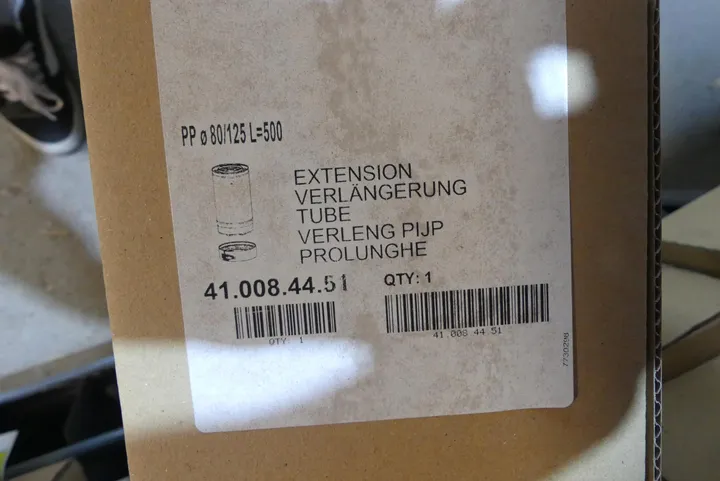 PP ø 80/125 L=500
EXTENSION
VERLÄNGERUNG
TUBE
VERLENG PIJP
PROLUNGHE
41.008.44.51 QTY: 1
QTY 1
41.008.44.51
7730296